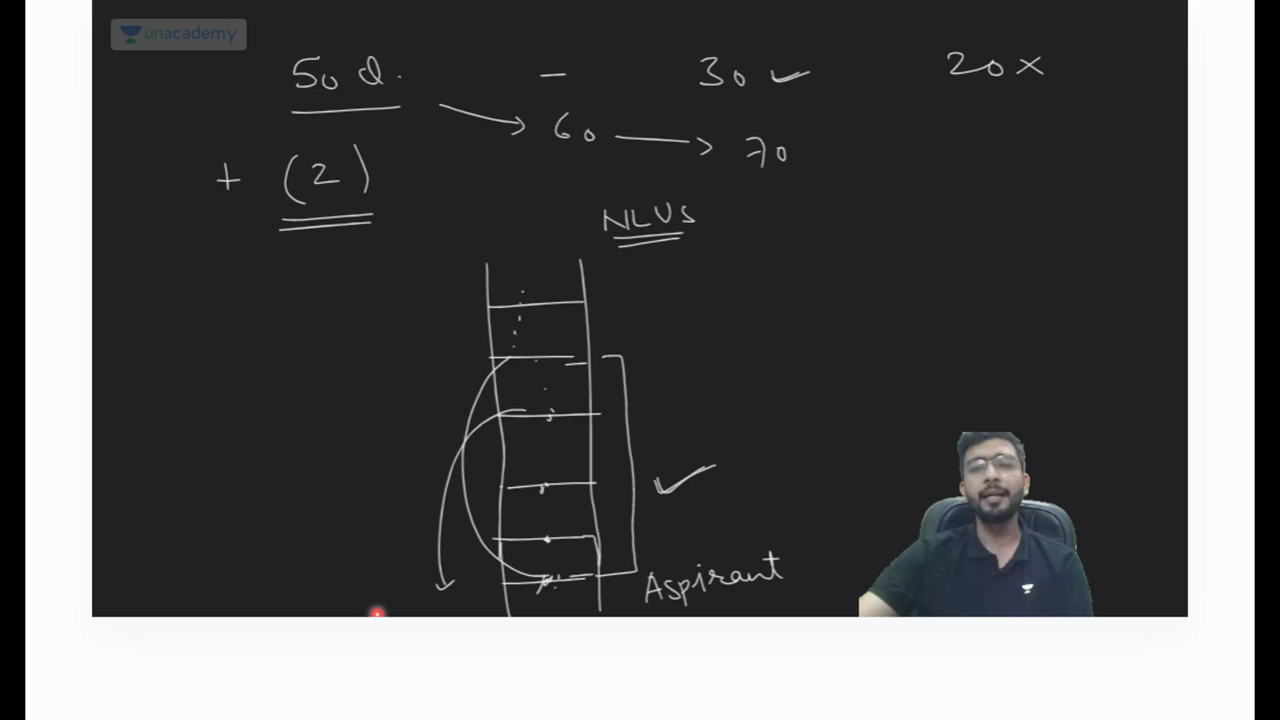 unacademy
50 d. - 30 ✓ 20 ×
→ 60 → 70
+ (2)
NLUS
Aspirant